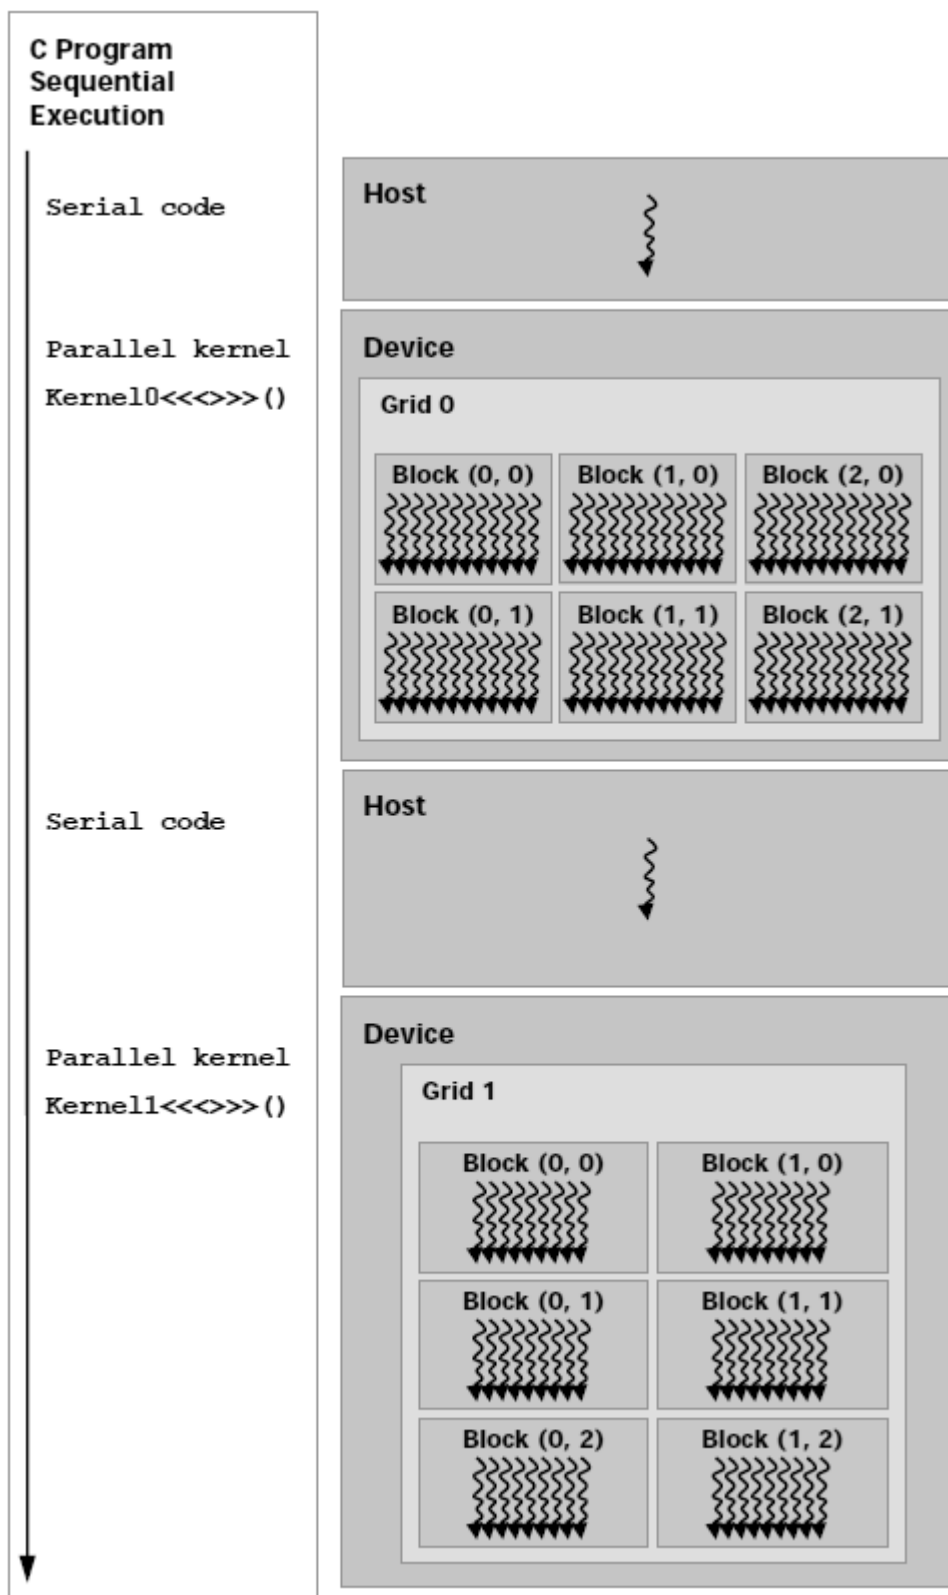 C Program
Sequential
Execution
Serial code
Host
Parallel kernel
Kernel0<<<>>>()
Device
Grid 0
Block (0, 0) Block (1, 0) Block (2, 0)
Block (0, 1) Block (1, 1) Block (2, 1)
Serial code
Host
Parallel kernel
Kernel1<<<>>>()
Device
Grid 1
Block (0, 0) Block (1, 0)
Block (0, 1) Block (1, 1)
Block (0, 2) Block (1, 2)